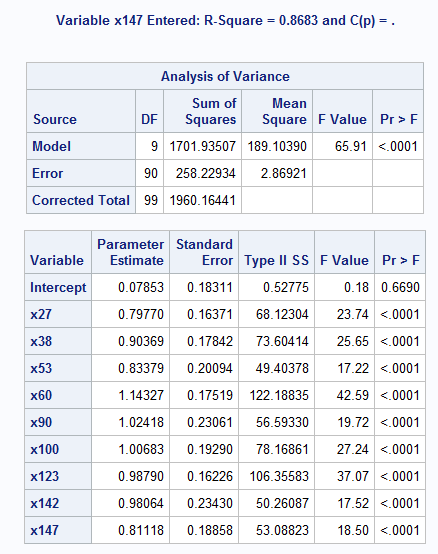 Variable x147 Entered: R-Square = 0.8683 and C(p) = .
Analysis of Variance
Source DF Sum of Squares Mean Square F Value Pr > F
Model 9 1701.93507 189.10390 65.91 <.0001
Error 90 258.22934 2.86921
Corrected Total 99 1960.16441
Variable Parameter Estimate Standard Error Type II SS F Value Pr > F
Intercept 0.07853 0.18311 0.52775 0.18 0.6690
x27 0.79770 0.16371 68.12304 23.74 <.0001
x38 0.90369 0.17842 73.60414 25.65 <.0001
x53 0.83379 0.20094 49.40378 17.22 <.0001
x60 1.14327 0.17519 122.18835 42.59 <.0001
x90 1.02418 0.23061 56.59330 19.72 <.0001
x100 1.00683 0.19290 78.16861 27.24 <.0001
x123 0.98790 0.16226 106.35583 37.07 <.0001
x142 0.98064 0.23430 50.26087 17.52 <.0001
x147 0.81118 0.18858 53.08823 18.50 <.0001